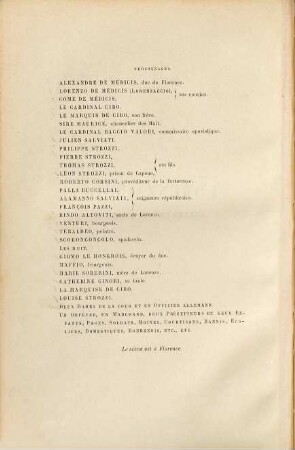 PERSONNAGES
ALEXANDRE DE MÉDICIS, duc de Florence.
LORENZO DE MÉDICIS (LORENZACCIO),
COME DE MÉDICIS,
ses cousins.
LE CARDINAL CIBO.
LE MARQUIS DE CIBO, son frère.
SIRE MAURICE, chancelier des Huit.
LE CARDINAL BACCIO VALORI, commissaire apostolique.
JULIEN SALVIATI.
PHILIPPE STROZZI.
PIERRE STROZZI,
THOMAS STROZZI,
LÉON STROZZI, prieur de Capoue,
ses fils.
ROBERTO CORSINI, provéditeur de la forteresse.
PALLA RUCCELLAI,
ALAMANNO SALVIATI,
FRANÇOIS PAZZI,
seigneurs républicains.
BINDO ALTOVITI, oncle de Lorenzo.
VENTURI, bourgeois.
TEBALDEO, peintre.
SCORONCONCOLO, spadassin.
LES HUIT.
GIOMO LE HONGROIS, écuyer du duc.
MAFFIO, bourgeois.
MARIE SODERINI, mère de Lorenzo.
CATHERINE GINORI, sa tante.
LA MARQUISE DE CIBO.
LOUISE STROZZI.
DEUX DAMES DE LA COUR ET UN OFFICIER ALLEMAND.
UN ORFÈVRE, UN MARCHAND, DEUX PRÉCEPTEURS ET DEUX EN-
FANTS, PAGES, SOLDATS, MOINES, COURTISANS, BANNIS, ÉCO-
LIERS, DOMESTIQUES, BOURGEOIS, ETC., ETC.
La scène est à Florence.